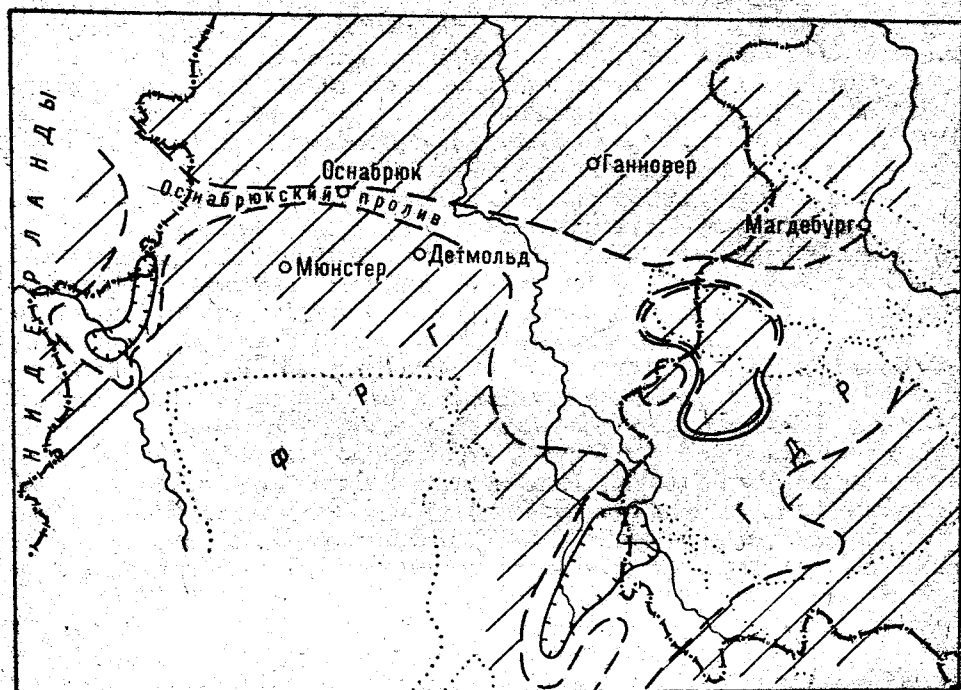 НИДЕРЛАНДЫ
Оснабрюк
Ганновер
Оснабрюкский пролив
Магдебург
Мюнстер
Детмольд
ФРГ
ГДР